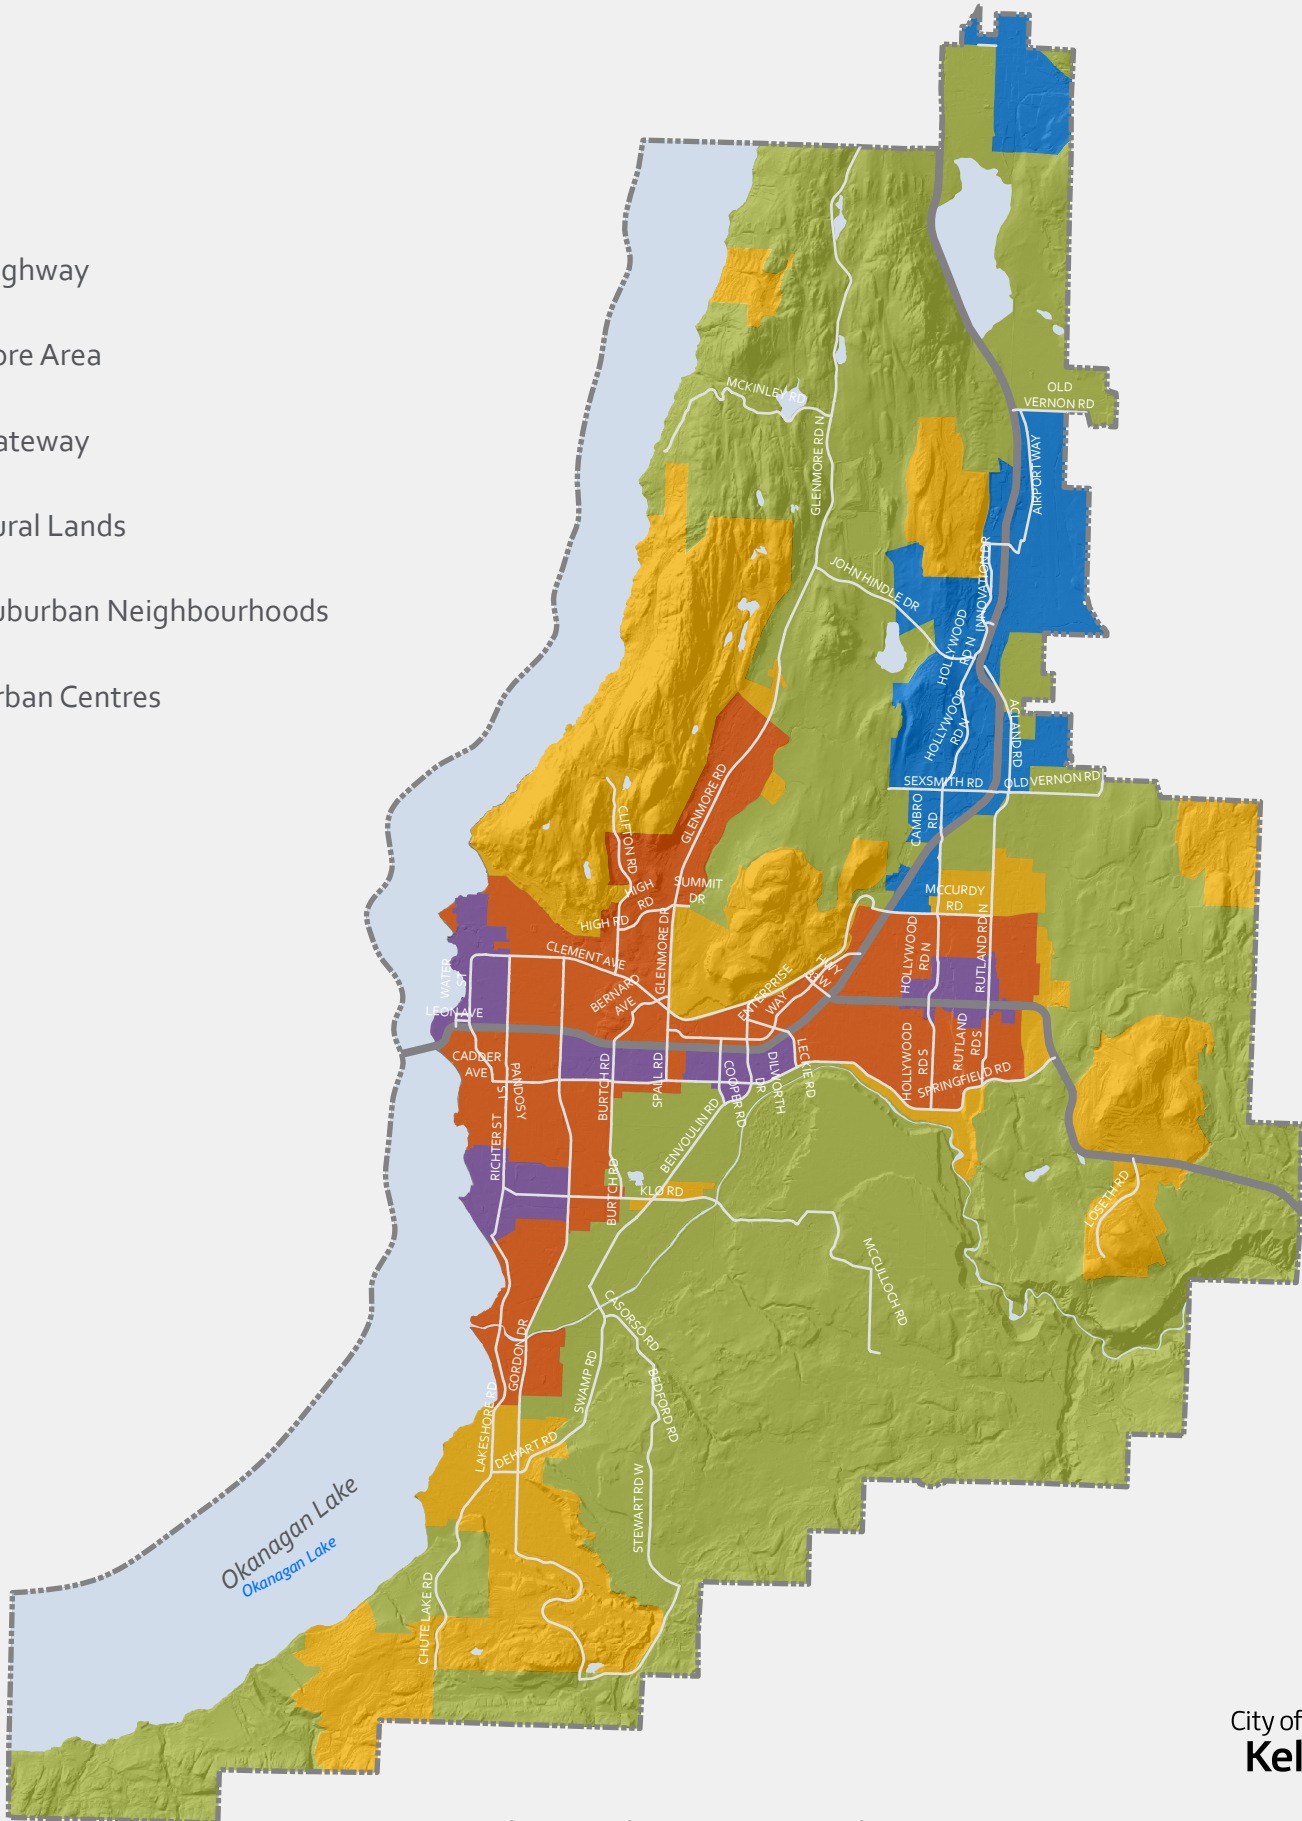 ghway
ore Area
ateway
ural Lands
uburban Neighbourhoods
rban Centres
OLD
VERNON RD
MCKINLEY RD
GLENMORE RD N
AIRPORT WAY
JOHN HINDLE DR
INNOVATION DR
HOLLYWOOD
RD N
HOLLYWOOD
RD N
ACLAND RD
SEXSMITH RD
OLD VERNON RD
GLENMORE RD
CAMBRO
RD
CLIFTON RD
SUMMIT
DR
HIGH
RD
HIGH RD
MCCURDY
RD
GLENMORE DR
CLEMENT AVE
HOLLYWOOD
RD N
RUTLAND RD N
WATER
ST
HWY
33 W
ENTERPRISE
WAY
BERNARD
AVE
LEON AVE
CADDER
AVE
PANDOSY
ST
BURTCH RD
SPALL RD
COOPER RD
DILWORTH
DR
LECKIE RD
HOLLYWOOD
RD S
RUTLAND
RD S
SPRINGFIELD RD
RICHTER ST
BENVOULIN RD
BURTCH RD
KLO RD
LOSETH RD
MCCULLOCH RD
CASORSO RD
GORDON DR
SWAMP RD
BEDFORD RD
LAKESHORE RD
DEHART RD
STEWART RD W
Okanagan Lake
Okanagan Lake
CHUTE LAKE RD
City of
Kel